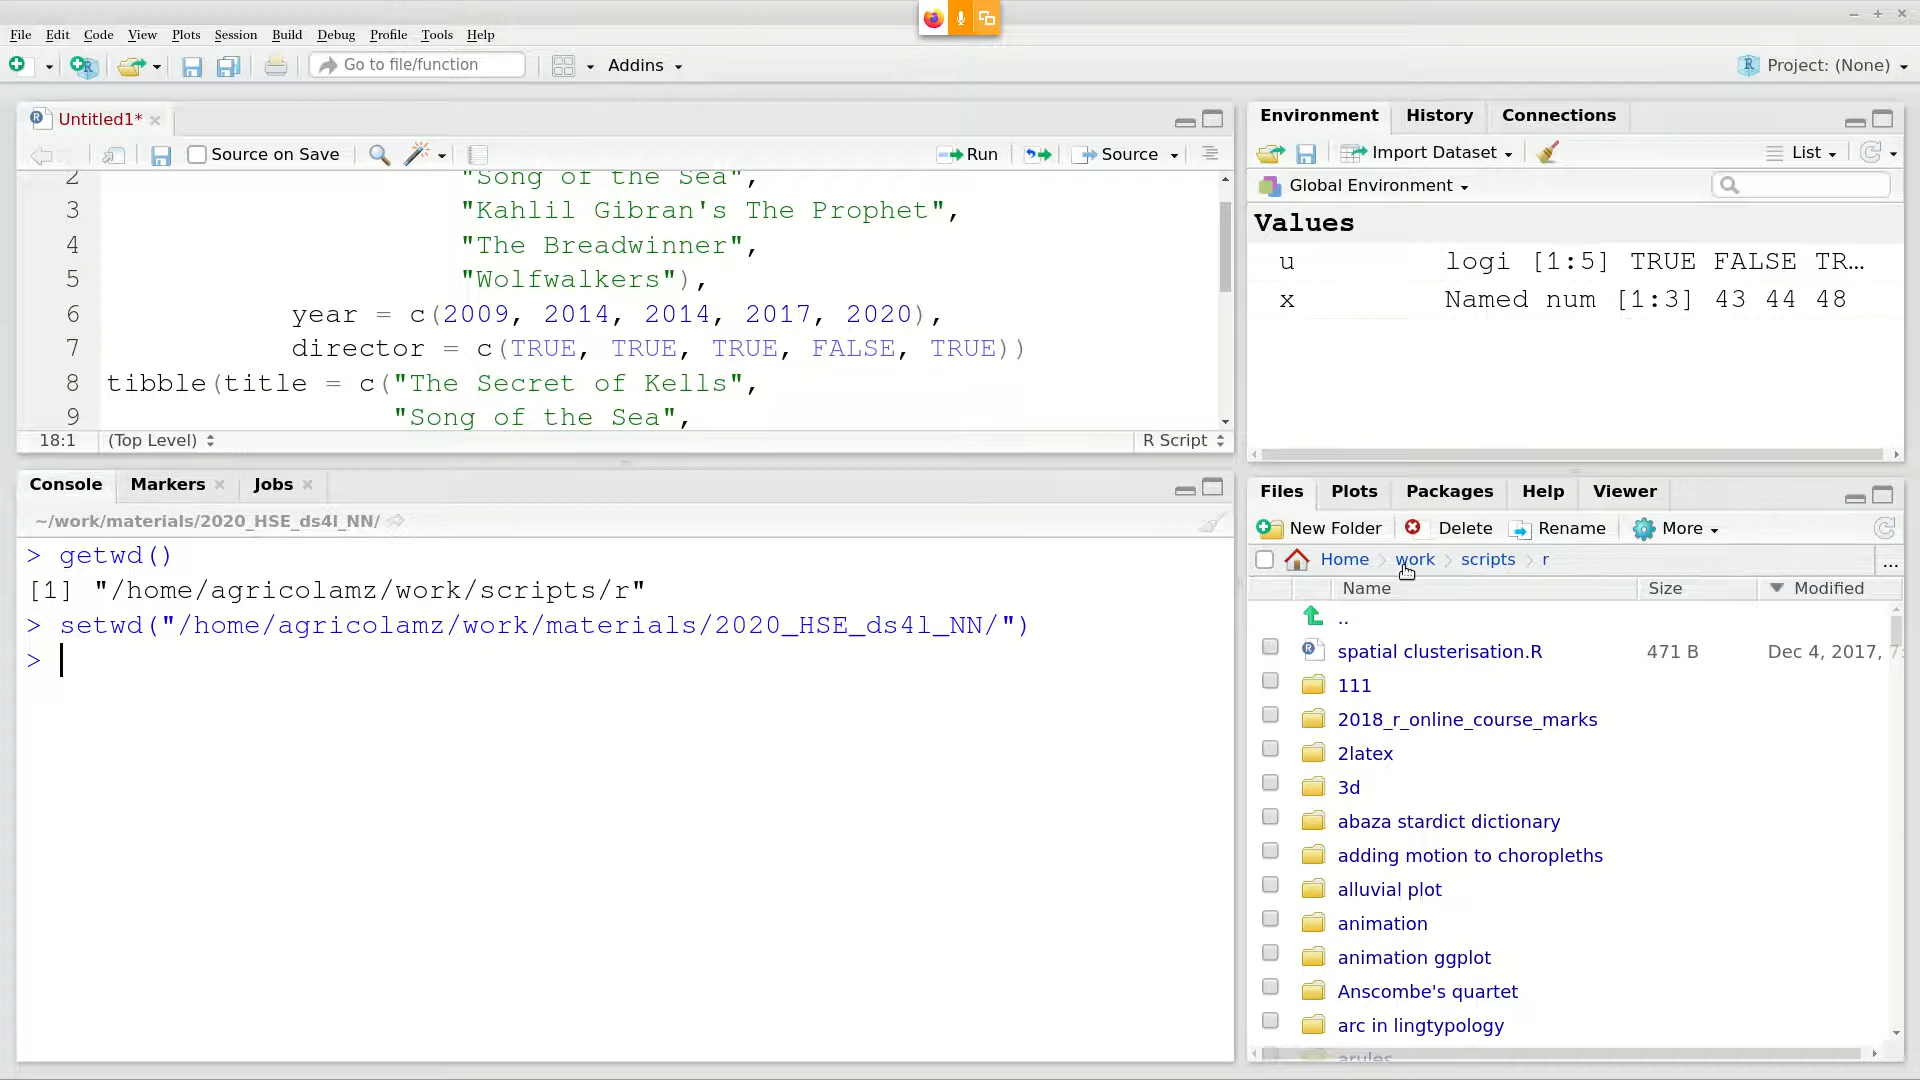 File Edit Code View Plots Session Build Debug Profile Tools Help
Go to file/function
Addins
Project: (None)
Untitled1*
Source on Save
Run
Source
2 "Song of the Sea",
3 "Kahlil Gibran's The Prophet",
4 "The Breadwinner",
5 "Wolfwalkers"),
6 year = c(2009, 2014, 2014, 2017, 2020),
7 director = c(TRUE, TRUE, TRUE, FALSE, TRUE))
8 tibble(title = c("The Secret of Kells",
9 "Song of the Sea",
18:1 (Top Level) R Script
Console Markers Jobs
~/work/materials/2020_HSE_ds4l_NN/
> getwd()
[1] "/home/agricolamz/work/scripts/r"
> setwd("/home/agricolamz/work/materials/2020_HSE_ds4l_NN/")
>
Environment History Connections
Import Dataset List
Global Environment
Values
u logi [1:5] TRUE FALSE TR…
x Named num [1:3] 43 44 48
Files Plots Packages Help Viewer
New Folder Delete Rename More
Home work scripts r ...
Name Size Modified
..
spatial clusterisation.R 471 B Dec 4, 2017, 7
111
2018_r_online_course_marks
2latex
3d
abaza stardict dictionary
adding motion to choropleths
alluvial plot
animation
animation ggplot
Anscombe's quartet
arc in lingtypology
arules